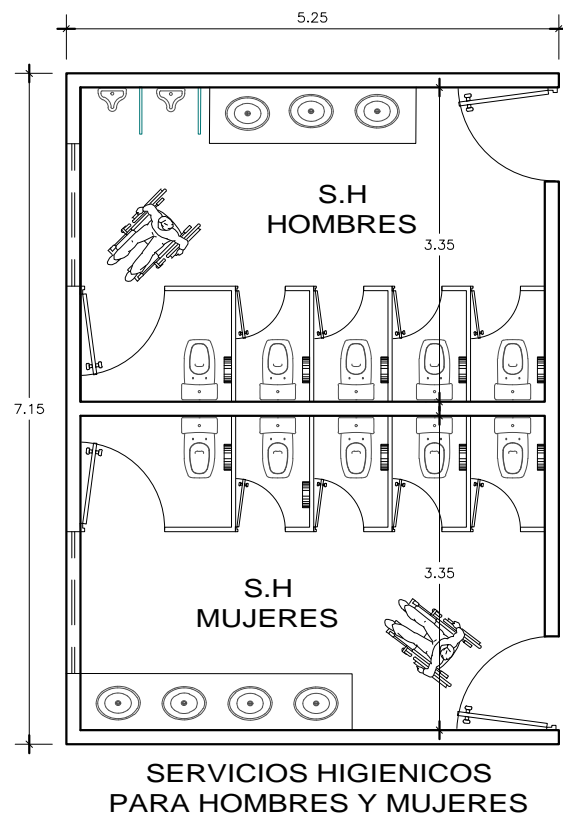 5.25
S.H
HOMBRES
3.35
7.15
3.35
S.H
MUJERES
SERVICIOS HIGIENICOS
PARA HOMBRES Y MUJERES